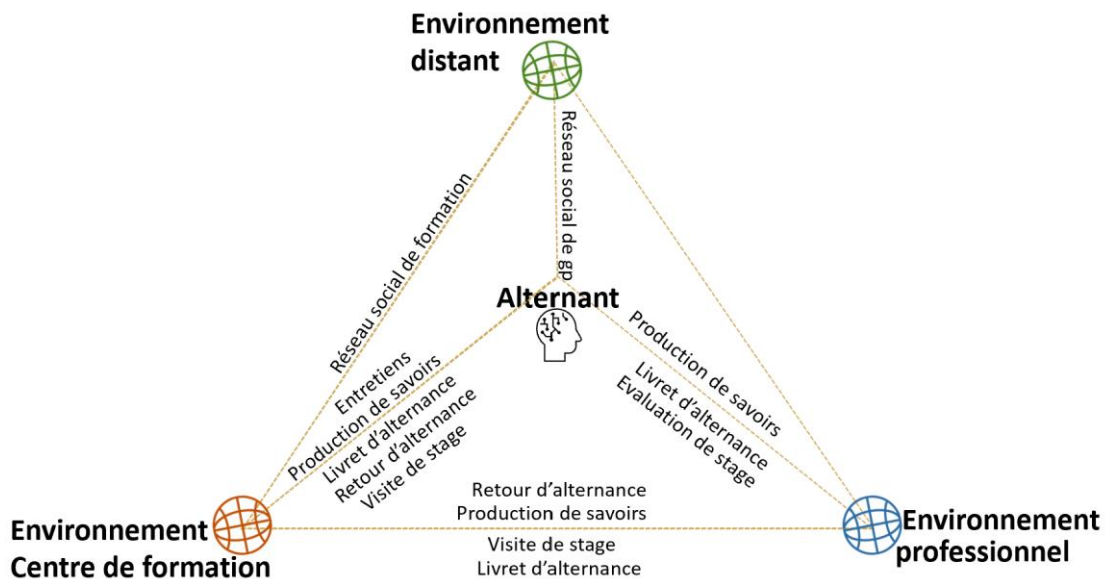 Environnement
distant
Réseau social de formation
Réseau social de gp
Alternant
Entretiens
Production de savoirs
Livret d'alternance
Retour d'alternance
Visite de stage
Production de savoirs
Livret d'alternance
Evaluation de stage
Retour d'alternance
Production de savoirs
Visite de stage
Livret d'alternance
Environnement
Centre de formation
Environnement
professionnel